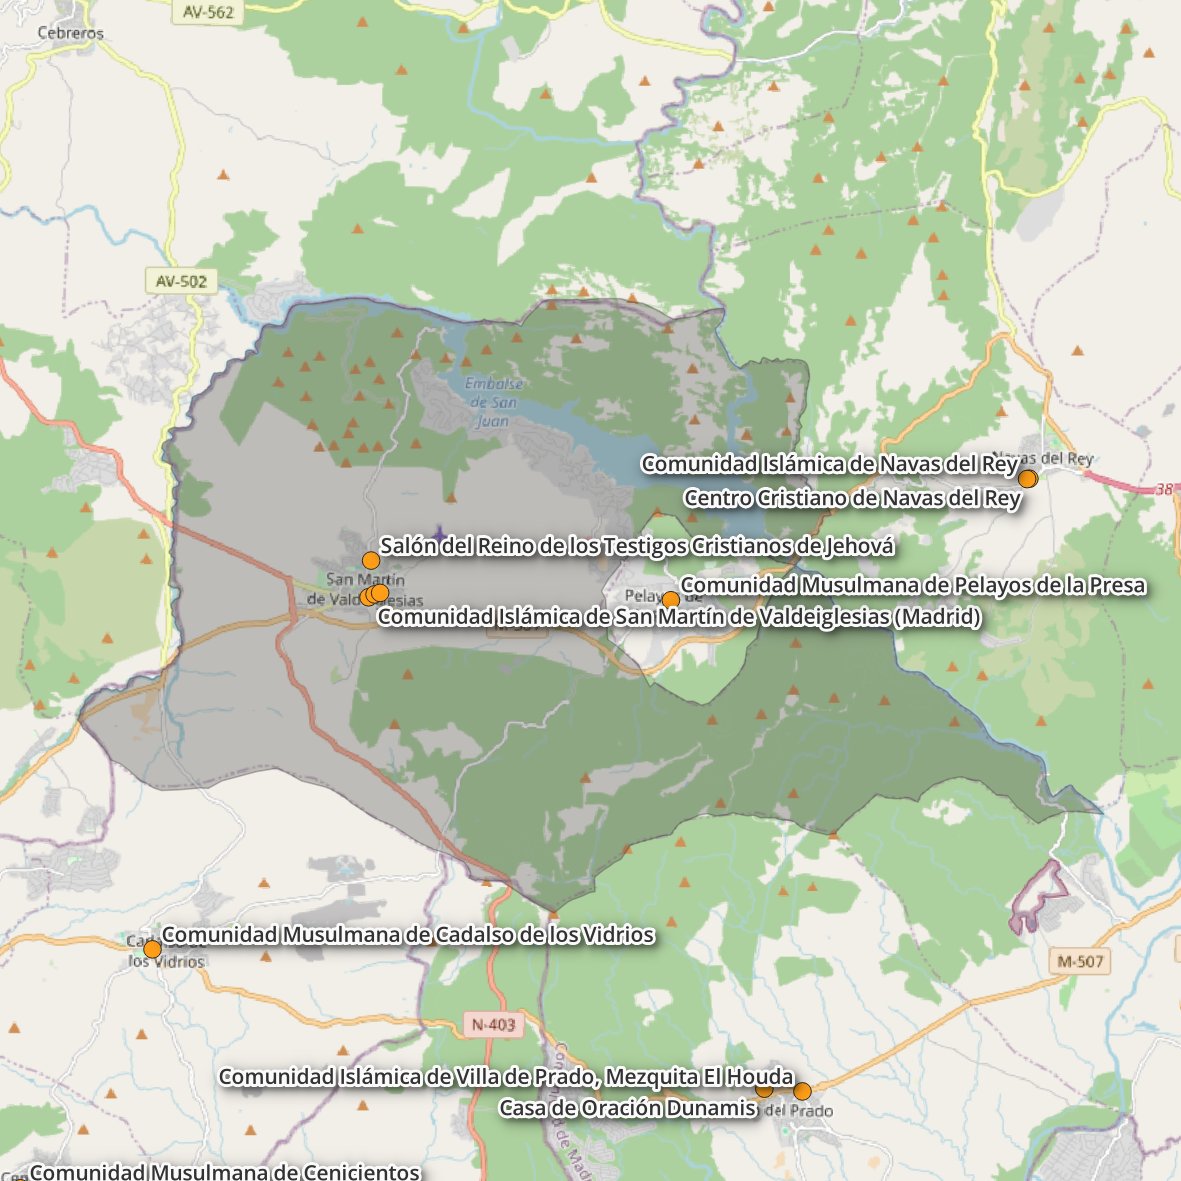 AV-562
Cebreros
AV-502
Embalse
de San
Juan
Comunidad Islámica de Navas del Rey
Navas del Rey
Centro Cristiano de Navas del Rey
38
Salón del Reino de los Testigos Cristianos de Jehová
San Martín
de Valdeiglesias
Comunidad Musulmana de Pelayos de la Presa
Pelayos de
Comunidad Islámica de San Martín de Valdeiglesias (Madrid)
Comunidad Musulmana de Cadalso de los Vidrios
los Vidrios
M-507
N-403
Comunidad Islámica de Villa de Prado, Mezquita El Houda
Casa de Oración Dunamis
del Prado
Comunidad Musulmana de Cenicientos